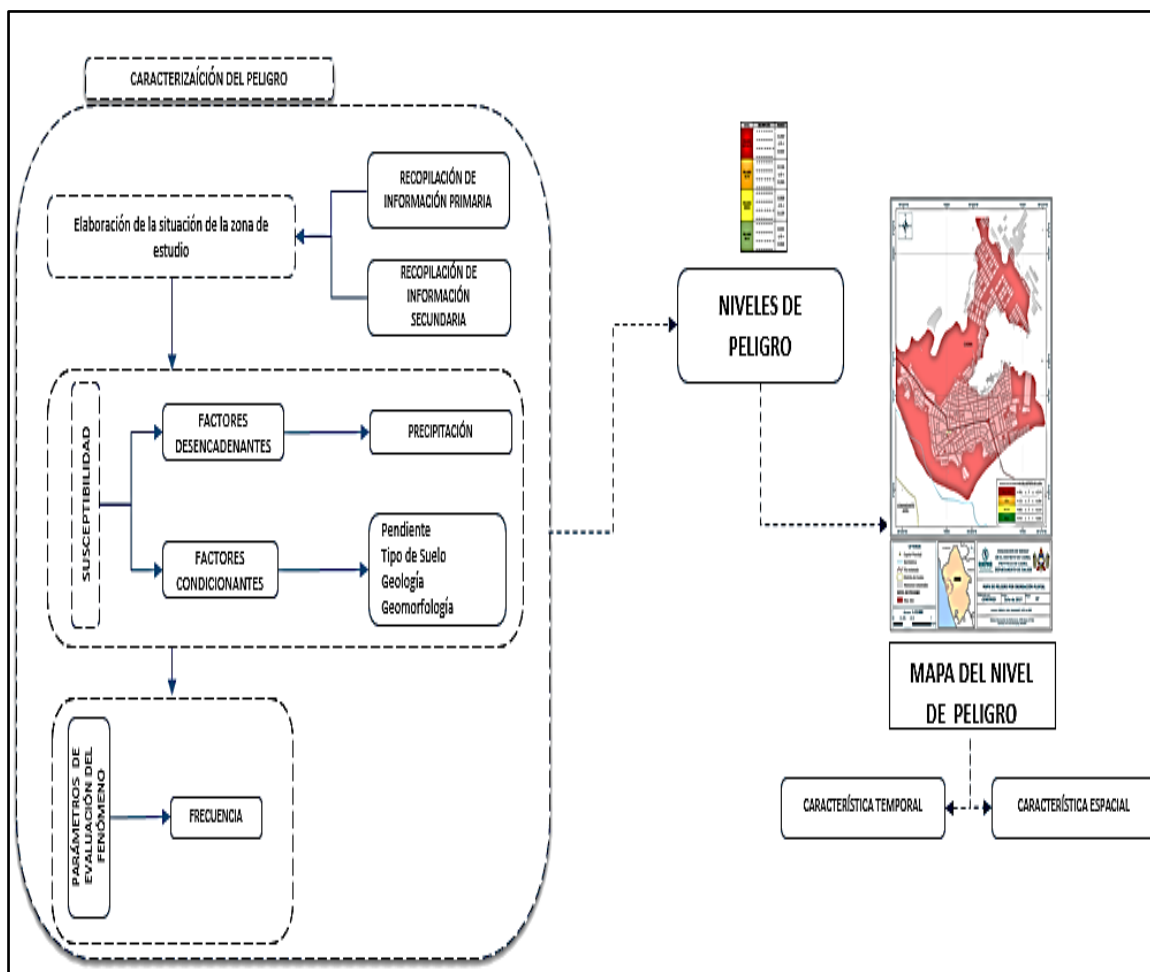 CARACTERIZAÍCIÓN DEL PELIGRO
RECOPILACIÓN DE
INFORMACIÓN PRIMARIA
Elaboración de la situación de la zona de
estudio
RECOPILACIÓN DE
INFORMACIÓN
SECUNDARIA
SUSCEPTIBILIDAD
FACTORES
DESENCADENANTES
PRECIPITACIÓN
FACTORES
CONDICIONANTES
Pendiente
Tipo de Suelo
Geología
Geomorfología
PARÁMETROS DE
EVALUACIÓN DEL
FENÓMENO
FRECUENCIA
NIVELES DE
PELIGRO
MAPA DEL NIVEL
DE PELIGRO
CARACTERÍSTICA TEMPORAL
CARACTERÍSTICA ESPACIAL